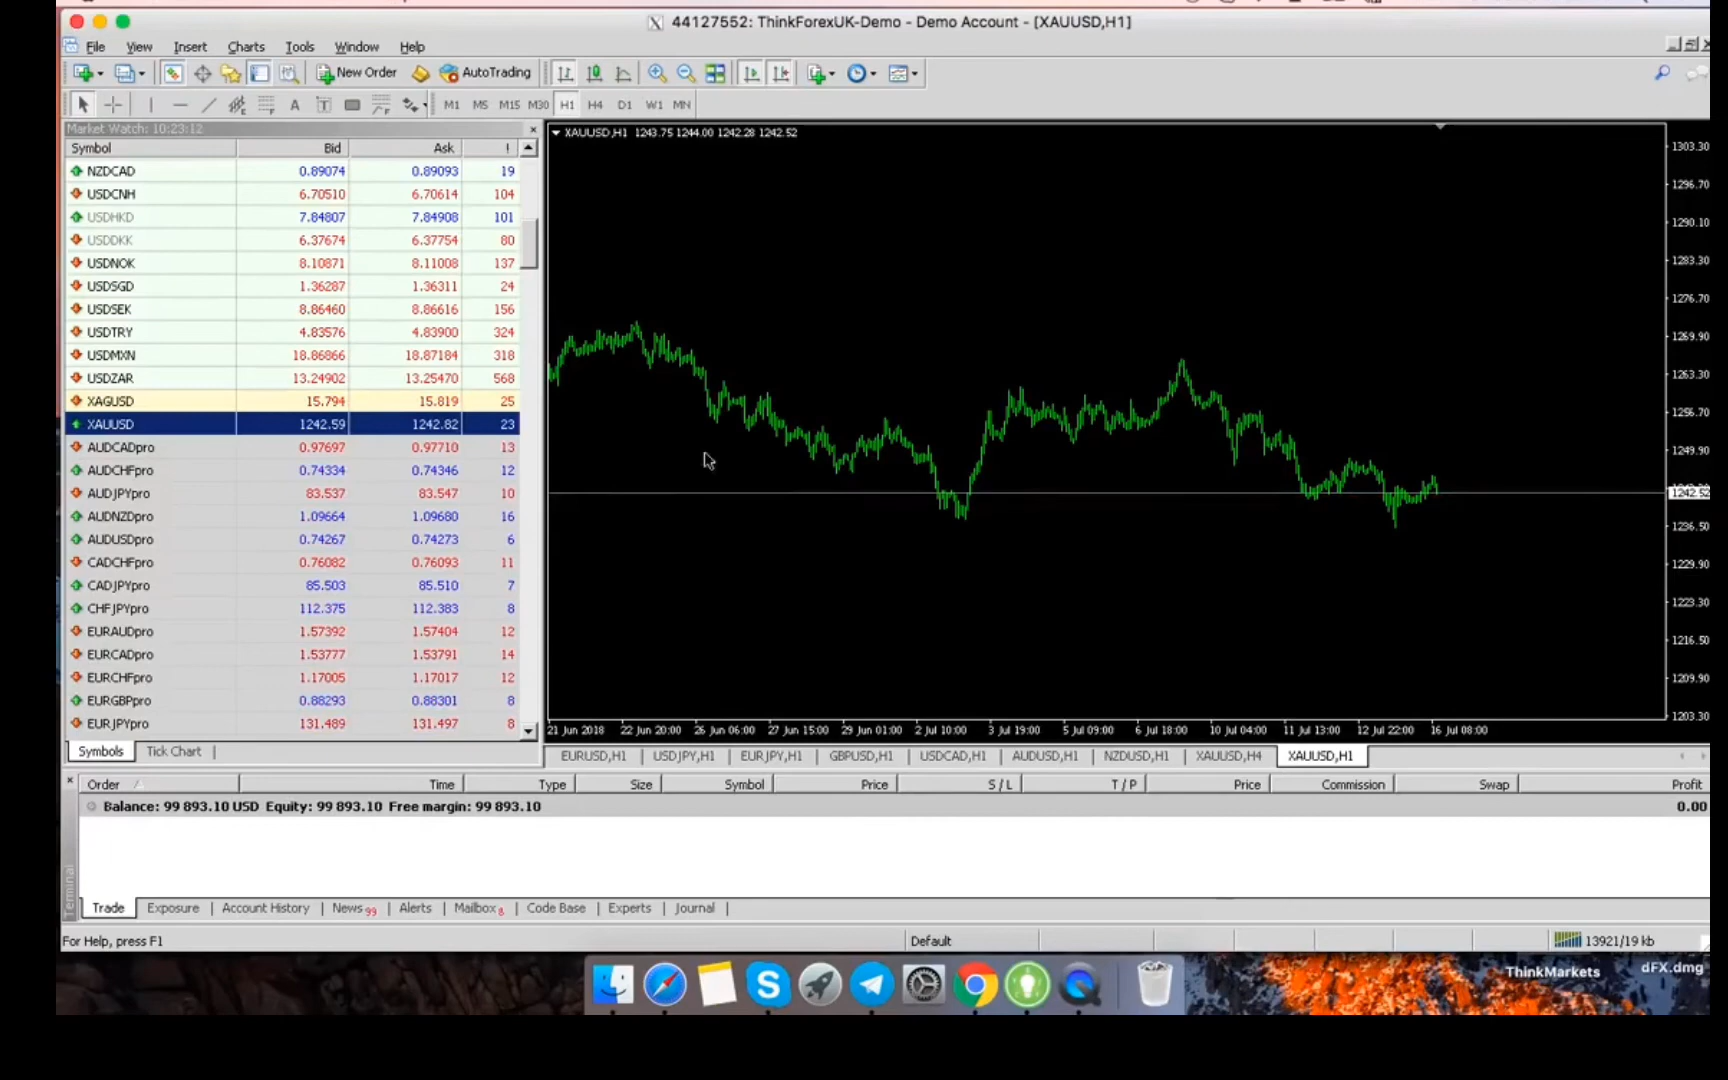 44127552: ThinkForexUK-Demo - Demo Account - [XAUUSD,H1]
File View Insert Charts Tools Window Help
New Order AutoTrading
A T M1 M5 M15 M30 H1 H4 D1 W1 MN
Market Watch: 10:23:12
Symbol Bid Ask !
NZDCAD 0.89074 0.89093 19
USDCNH 6.70510 6.70614 104
USDHKD 7.84807 7.84908 101
USDDKK 6.37674 6.37754 80
USDNOK 8.10871 8.11008 137
USDSGD 1.36287 1.36311 24
USDSEK 8.86460 8.86616 156
USDTRY 4.83576 4.83900 324
USDMXN 18.86866 18.87184 318
USDZAR 13.24902 13.25470 568
XAGUSD 15.794 15.819 25
XAUUSD 1242.59 1242.82 23
AUDCADpro 0.97697 0.97710 13
AUDCHFpro 0.74334 0.74346 12
AUDJPYpro 83.537 83.547 10
AUDNZDpro 1.09664 1.09680 16
AUDUSDpro 0.74267 0.74273 6
CADCHFpro 0.76082 0.76093 11
CADJPYpro 85.503 85.510 7
CHFJPYpro 112.375 112.383 8
EURAUDpro 1.57392 1.57404 12
EURCADpro 1.53777 1.53791 14
EURCHFpro 1.17005 1.17017 12
EURGBPpro 0.88293 0.88301 8
EURJPYpro 131.489 131.497 8
Symbols Tick Chart
XAUUSD,H1 1243.75 1244.00 1242.28 1242.52
1303.30
1296.70
1290.10
1283.30
1276.70
1269.90
1263.30
1256.70
1249.90
1242.52
1236.50
1229.90
1223.30
1216.50
1209.90
1203.30
21 Jun 2018 22 Jun 20:00 26 Jun 06:00 27 Jun 15:00 29 Jun 01:00 2 Jul 10:00 3 Jul 19:00 5 Jul 09:00 6 Jul 18:00 10 Jul 04:00 11 Jul 13:00 12 Jul 22:00 16 Jul 08:00
EURUSD,H1 USDJPY,H1 EURJPY,H1 GBPUSD,H1 USDCAD,H1 AUDUSD,H1 NZDUSD,H1 XAUUSD,H4 XAUUSD,H1
Order Time Type Size Symbol Price S / L T / P Price Commission Swap Profit
Balance: 99 893.10 USD Equity: 99 893.10 Free margin: 99 893.10 0.00
Terminal
Trade Exposure Account History News 99 Alerts Mailbox 8 Code Base Experts Journal
For Help, press F1 Default 13921/19 kb
ThinkMarkets dFX.dmg